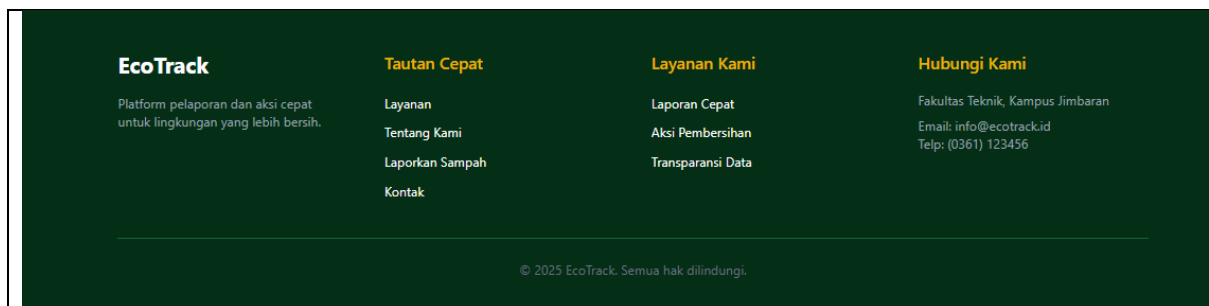 EcoTrack
Platform pelaporan dan aksi cepat
untuk lingkungan yang lebih bersih.
Tautan Cepat
Layanan
Tentang Kami
Laporkan Sampah
Kontak
Layanan Kami
Laporan Cepat
Aksi Pembersihan
Transparansi Data
Hubungi Kami
Fakultas Teknik, Kampus Jimbaran
Email: info@ecotrack.id
Telp: (0361) 123456
© 2025 EcoTrack. Semua hak dilindungi.